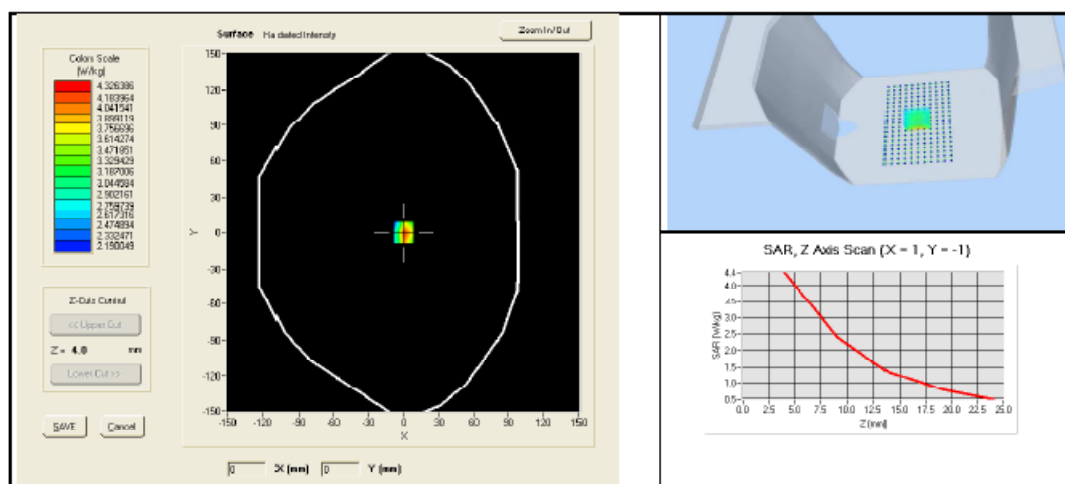 Surface Radiated Intensity
Zoom In/Out
Colors Scale
(W/kg)
4.326386
4.183964
4.041541
3.899119
3.756696
3.614274
3.471851
3.329429
3.187006
3.044584
2.902161
2.759739
2.617316
2.474894
2.332471
2.190049
150
120
90
60
30
0
-30
-60
-90
-120
-150
Y
-150 -120 -90 -60 -30 0 30 60 90 120 150
X
Z-Cuts Control
<< Upper Cut
Z = 4.0 mm
Lower Cut >>
SAVE
Cancel
0 X (mm) 0 Y (mm)
SAR, Z Axis Scan (X = 1, Y = -1)
4.4
4.0
3.5
3.0
2.5
2.0
1.5
1.0
0.5
SAR (W/kg)
0.0 2.5 5.0 7.5 10.0 12.5 15.0 17.5 20.0 22.5 25.0
Z (mm)